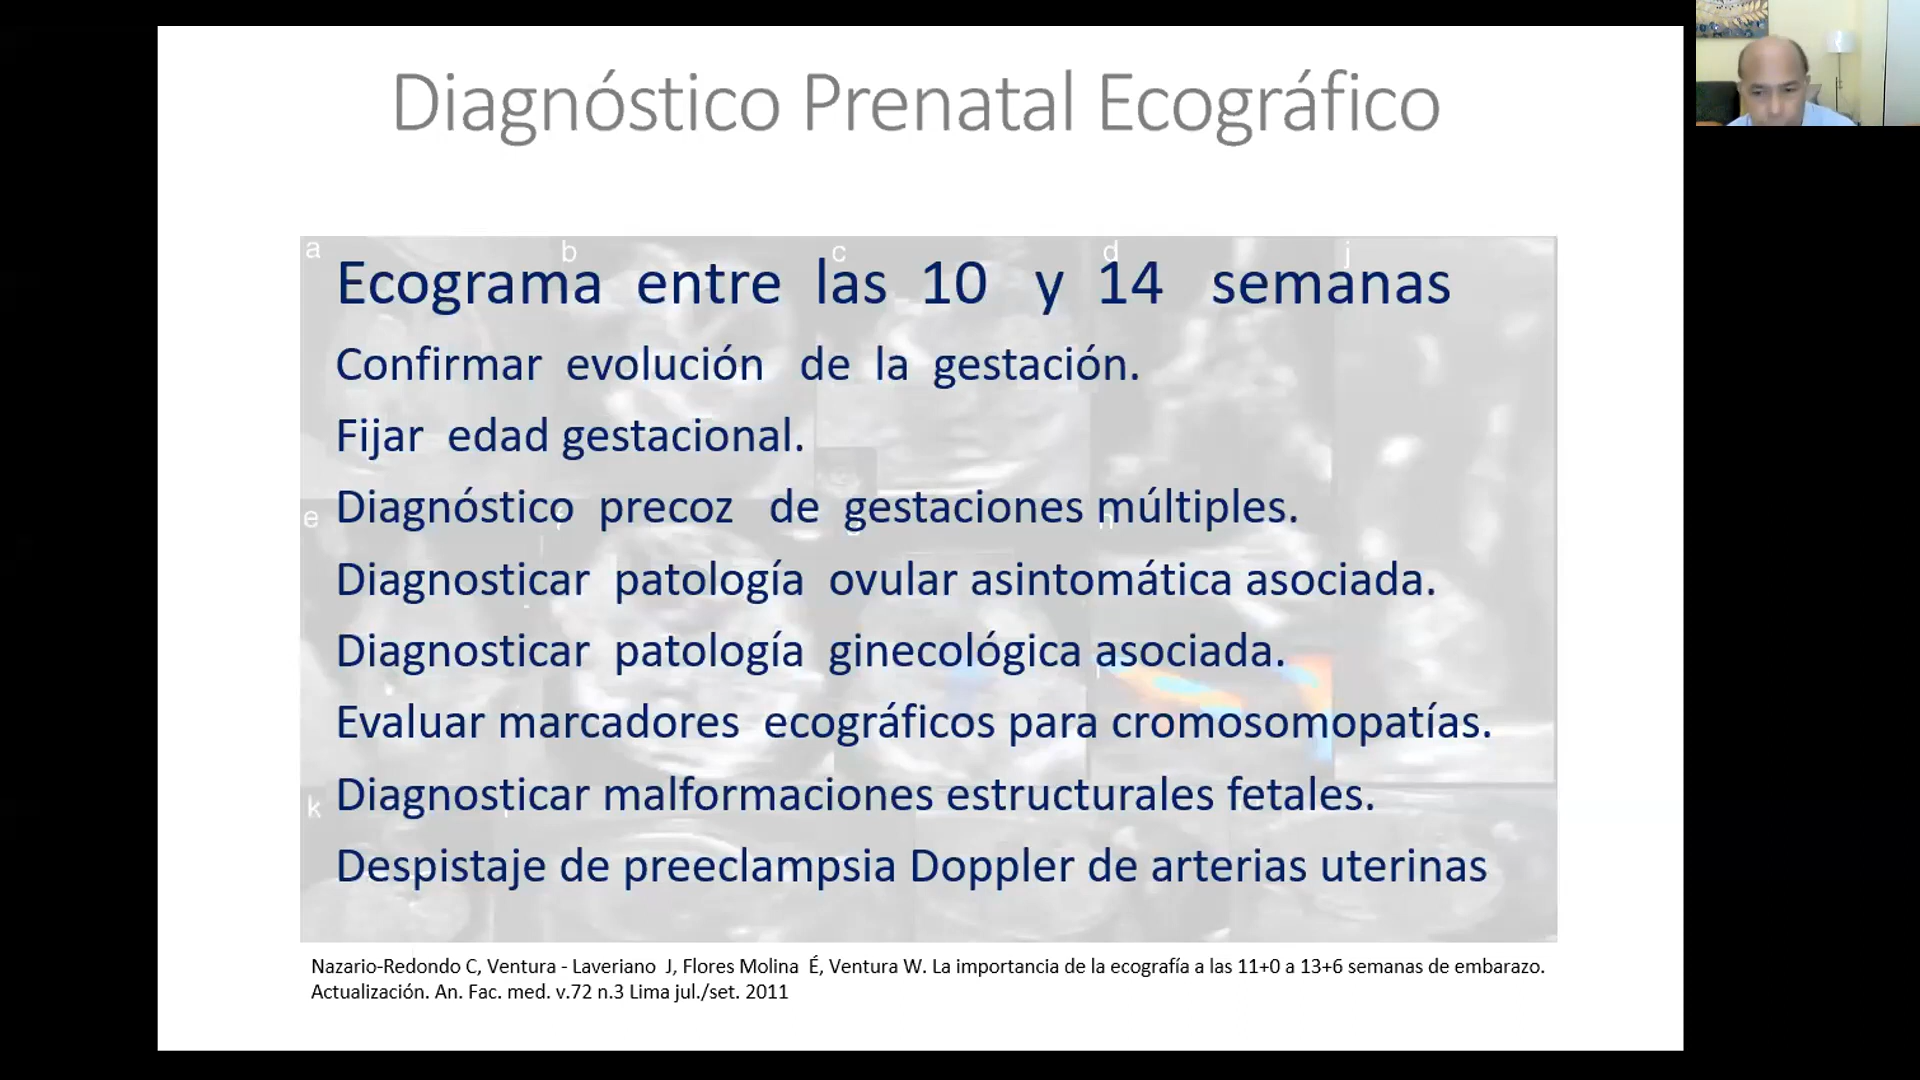 Diagnóstico Prenatal Ecográfico
a b c d j
Ecograma entre las 10 y 14 semanas
Confirmar evolución de la gestación.
Fijar edad gestacional.
e
Diagnóstico precoz de gestaciones múltiples.
Diagnosticar patología ovular asintomática asociada.
Diagnosticar patología ginecológica asociada.
Evaluar marcadores ecográficos para cromosomopatías.
k
Diagnosticar malformaciones estructurales fetales.
Despistaje de preeclampsia Doppler de arterias uterinas
Nazario-Redondo C, Ventura - Laveriano J, Flores Molina É, Ventura W. La importancia de la ecografía a las 11+0 a 13+6 semanas de embarazo.
Actualización. An. Fac. med. v.72 n.3 Lima jul./set. 2011